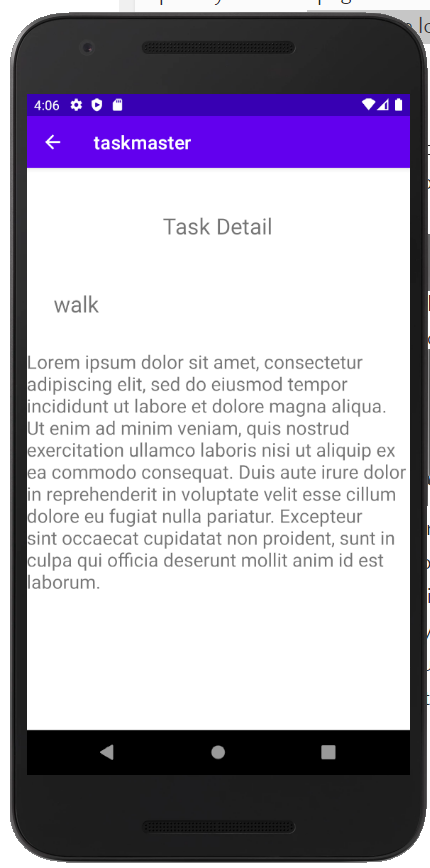 4:06
taskmaster
Task Detail
walk
Lorem ipsum dolor sit amet, consectetur
adipiscing elit, sed do eiusmod tempor
incididunt ut labore et dolore magna aliqua.
Ut enim ad minim veniam, quis nostrud
exercitation ullamco laboris nisi ut aliquip ex
ea commodo consequat. Duis aute irure dolor
in reprehenderit in voluptate velit esse cillum
dolore eu fugiat nulla pariatur. Excepteur
sint occaecat cupidatat non proident, sunt in
culpa qui officia deserunt mollit anim id est
laborum.